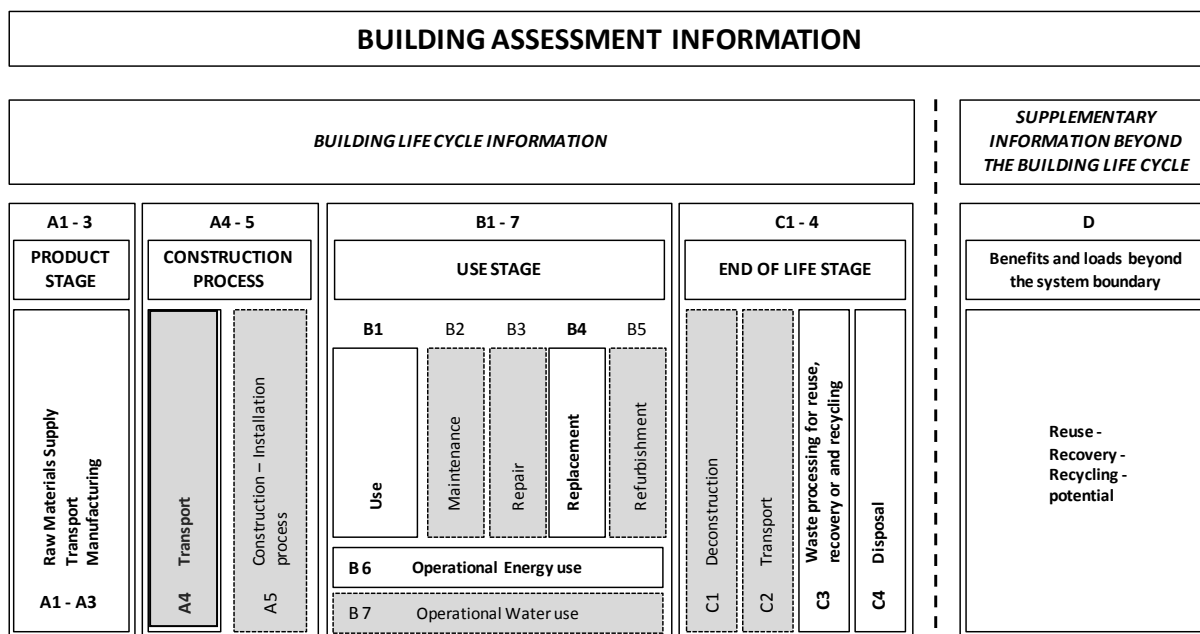 BUILDING ASSESSMENT INFORMATION
BUILDING LIFE CYCLE INFORMATION
SUPPLEMENTARY
INFORMATION BEYOND
THE BUILDING LIFE CYCLE
A1 - 3
PRODUCT
STAGE
Raw Materials Supply
Transport
Manufacturing
A1 - A3
A4 - 5
CONSTRUCTION
PROCESS
A4 Transport
A5 Construction – Installation
process
B1 - 7
USE STAGE
B1
Use
B2
Maintenance
B3
Repair
B4
Replacement
B5
Refurbishment
B 6 Operational Energy use
B 7 Operational Water use
C1 - 4
END OF LIFE STAGE
C1 Deconstruction
C2 Transport
C3 Waste processing for reuse,
recovery or and recycling
C4 Disposal
D
Benefits and loads beyond
the system boundary
Reuse -
Recovery -
Recycling -
potential